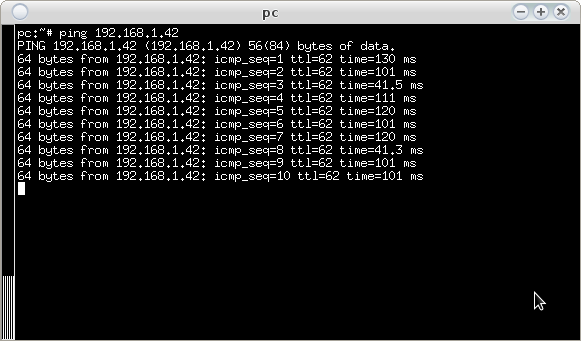 pc
pc:~# ping 192.168.1.42
PING 192.168.1.42 (192.168.1.42) 56(84) bytes of data.
64 bytes from 192.168.1.42: icmp_seq=1 ttl=62 time=130 ms
64 bytes from 192.168.1.42: icmp_seq=2 ttl=62 time=101 ms
64 bytes from 192.168.1.42: icmp_seq=3 ttl=62 time=41.5 ms
64 bytes from 192.168.1.42: icmp_seq=4 ttl=62 time=111 ms
64 bytes from 192.168.1.42: icmp_seq=5 ttl=62 time=120 ms
64 bytes from 192.168.1.42: icmp_seq=6 ttl=62 time=101 ms
64 bytes from 192.168.1.42: icmp_seq=7 ttl=62 time=120 ms
64 bytes from 192.168.1.42: icmp_seq=8 ttl=62 time=41.3 ms
64 bytes from 192.168.1.42: icmp_seq=9 ttl=62 time=101 ms
64 bytes from 192.168.1.42: icmp_seq=10 ttl=62 time=101 ms